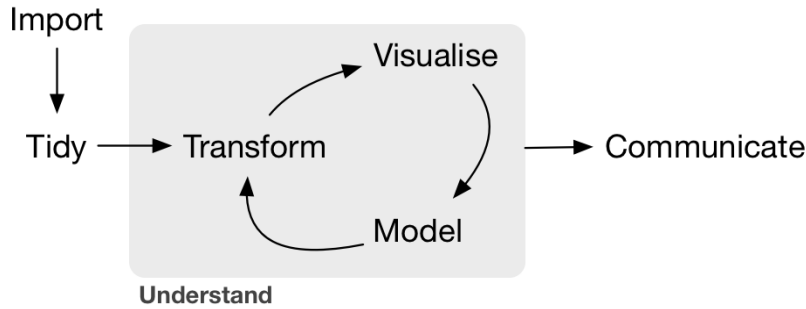 Import
Visualise
Tidy
Transform
Communicate
Model
Understand